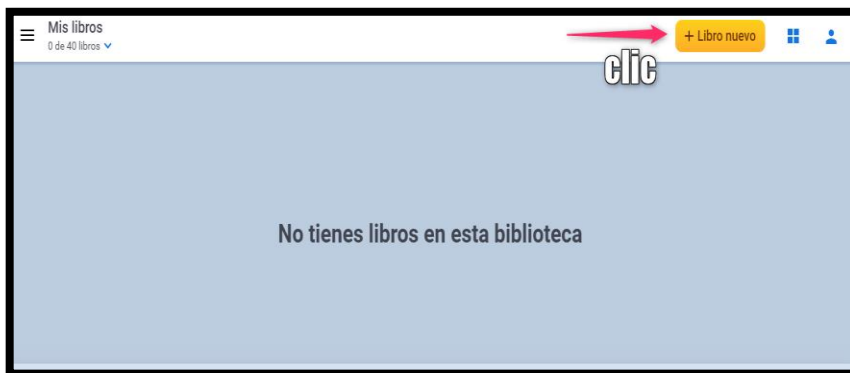 Mis libros
0 de 40 libros
+ Libro nuevo
clic
No tienes libros en esta biblioteca